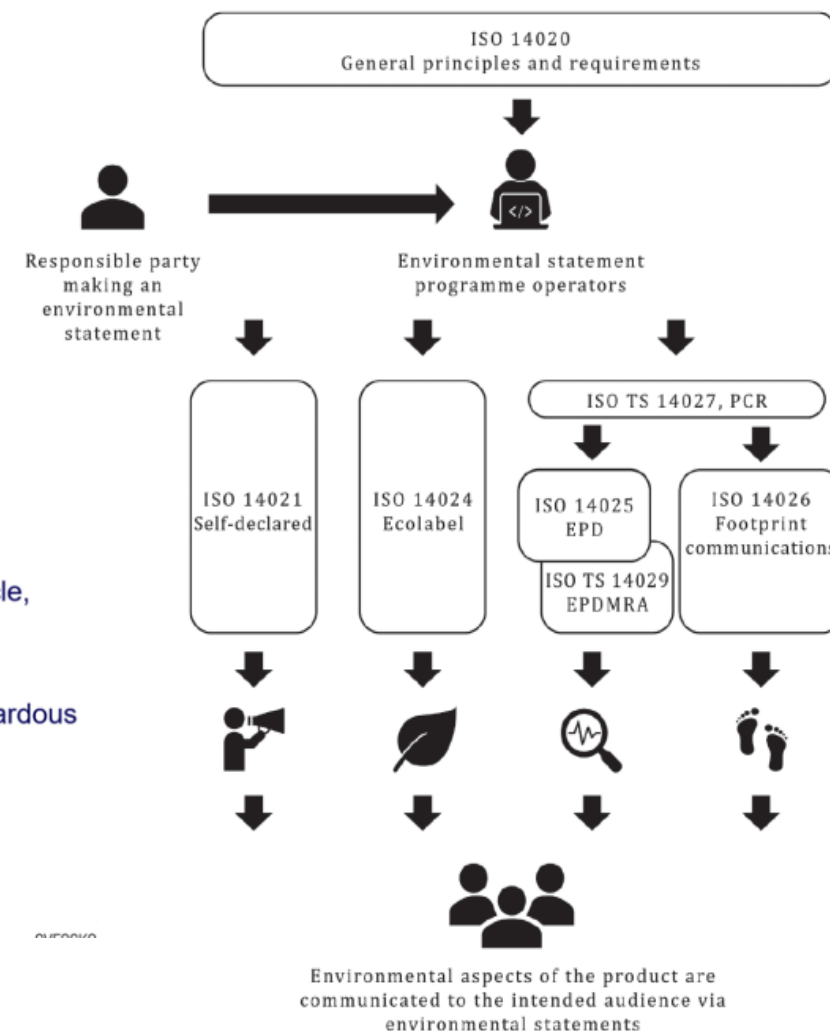 ISO 14020
General principles and requirements
</>
Responsible party
making an
environmental
statement
Environmental statement
programme operators
ISO TS 14027, PCR
ISO 14021
Self-declared
ISO 14024
Ecolabel
ISO 14025
EPD
ISO TS 14029
EPDMRA
ISO 14026
Footprint
communications
Environmental aspects of the product are
communicated to the intended audience via
environmental statements